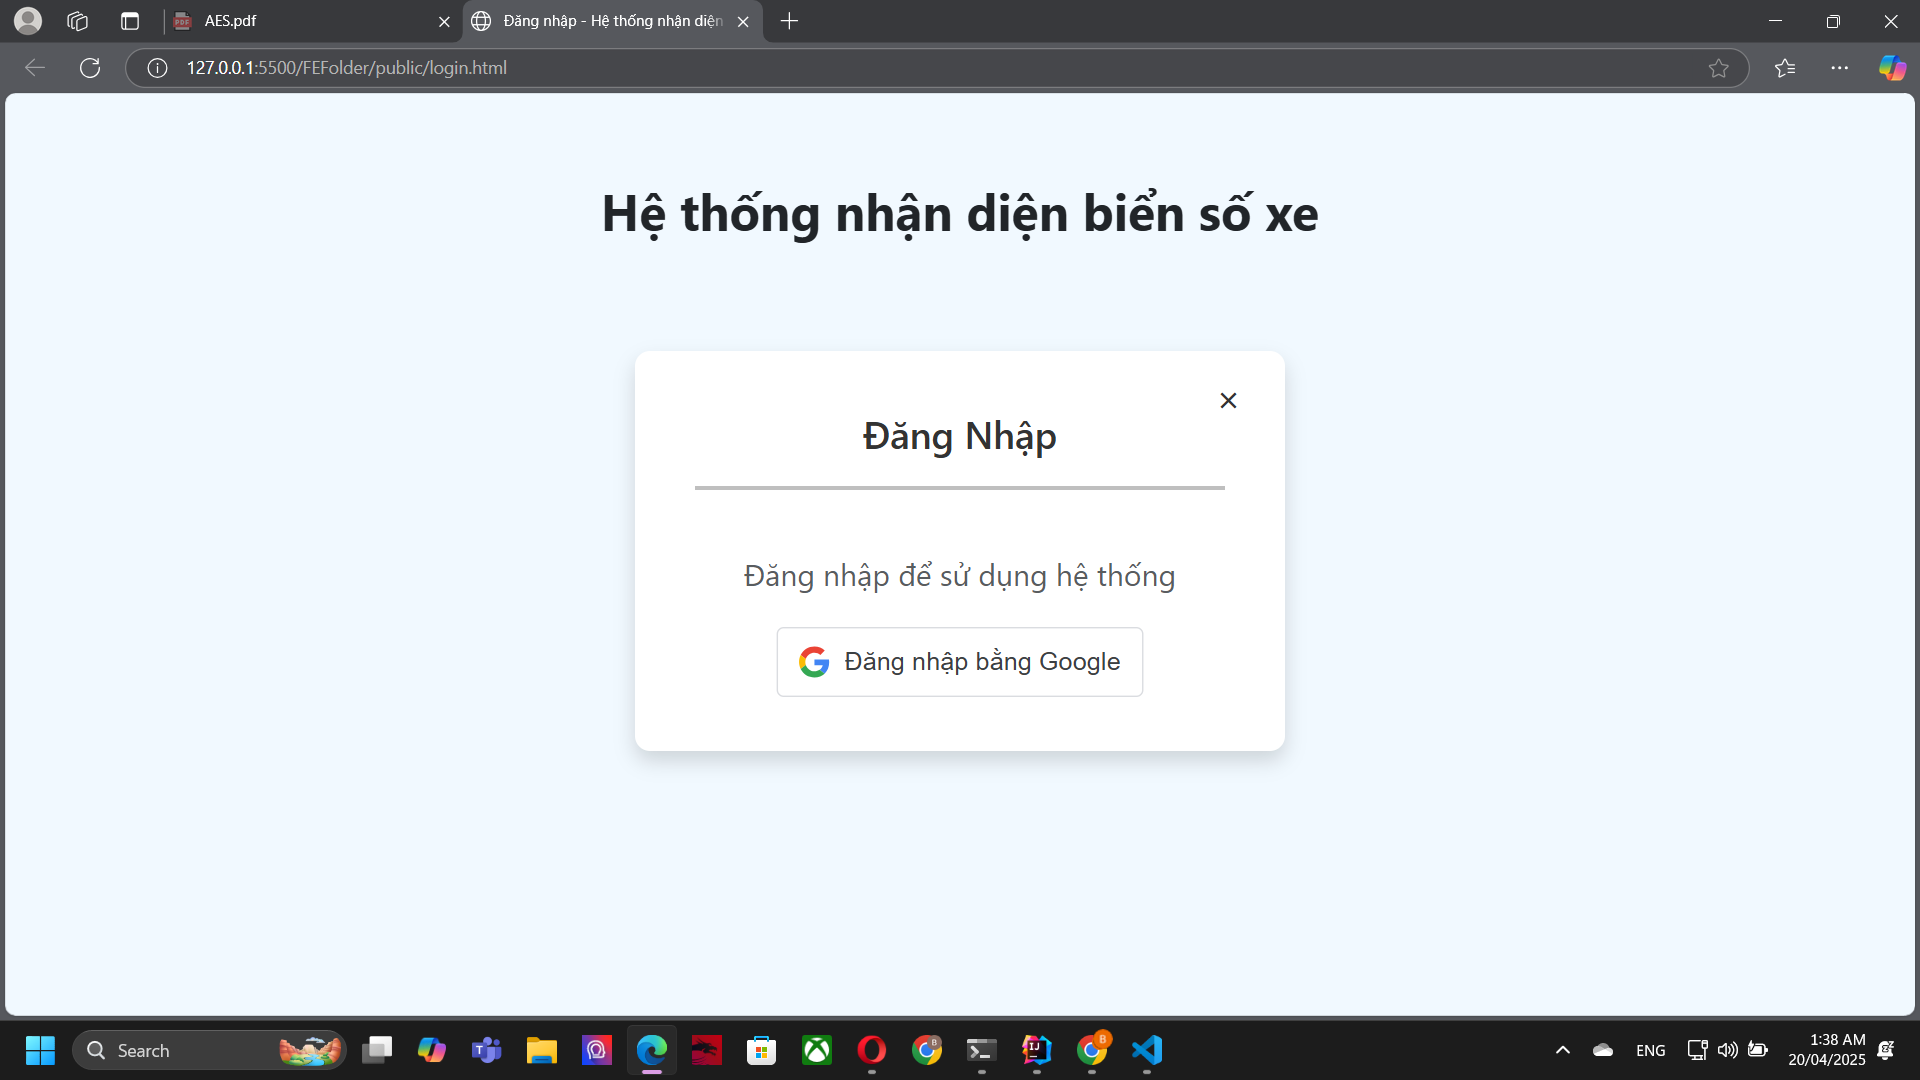 AES.pdf
Đăng nhập - Hệ thống nhận diện
127.0.0.1:5500/FEFolder/public/login.html
Hệ thống nhận diện biển số xe
Đăng Nhập
Đăng nhập để sử dụng hệ thống
Đăng nhập bằng Google
Search
ENG
1:38 AM
20/04/2025